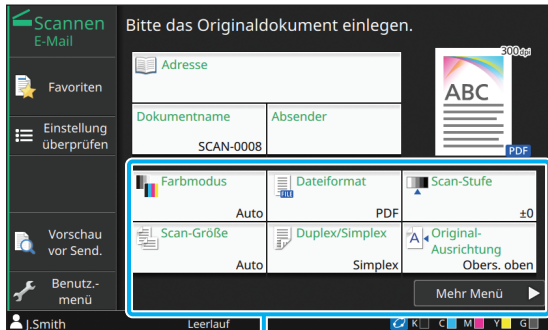 Scannen
E-Mail
Favoriten
Einstellung
überprüfen
Vorschau
vor Send.
Benutz.-
menü
J.Smith
Bitte das Originaldokument einlegen.
300dpi
Adresse
ABC
Dokumentname
SCAN-0008
Absender
PDF
Farbmodus
Auto
Dateiformat
FILE
PDF
Scan-Stufe
±0
Scan-Größe
Auto
Duplex/Simplex
Simplex
A
Original-
Ausrichtung
Obers. oben
Mehr Menü
Leerlauf
K C M Y G